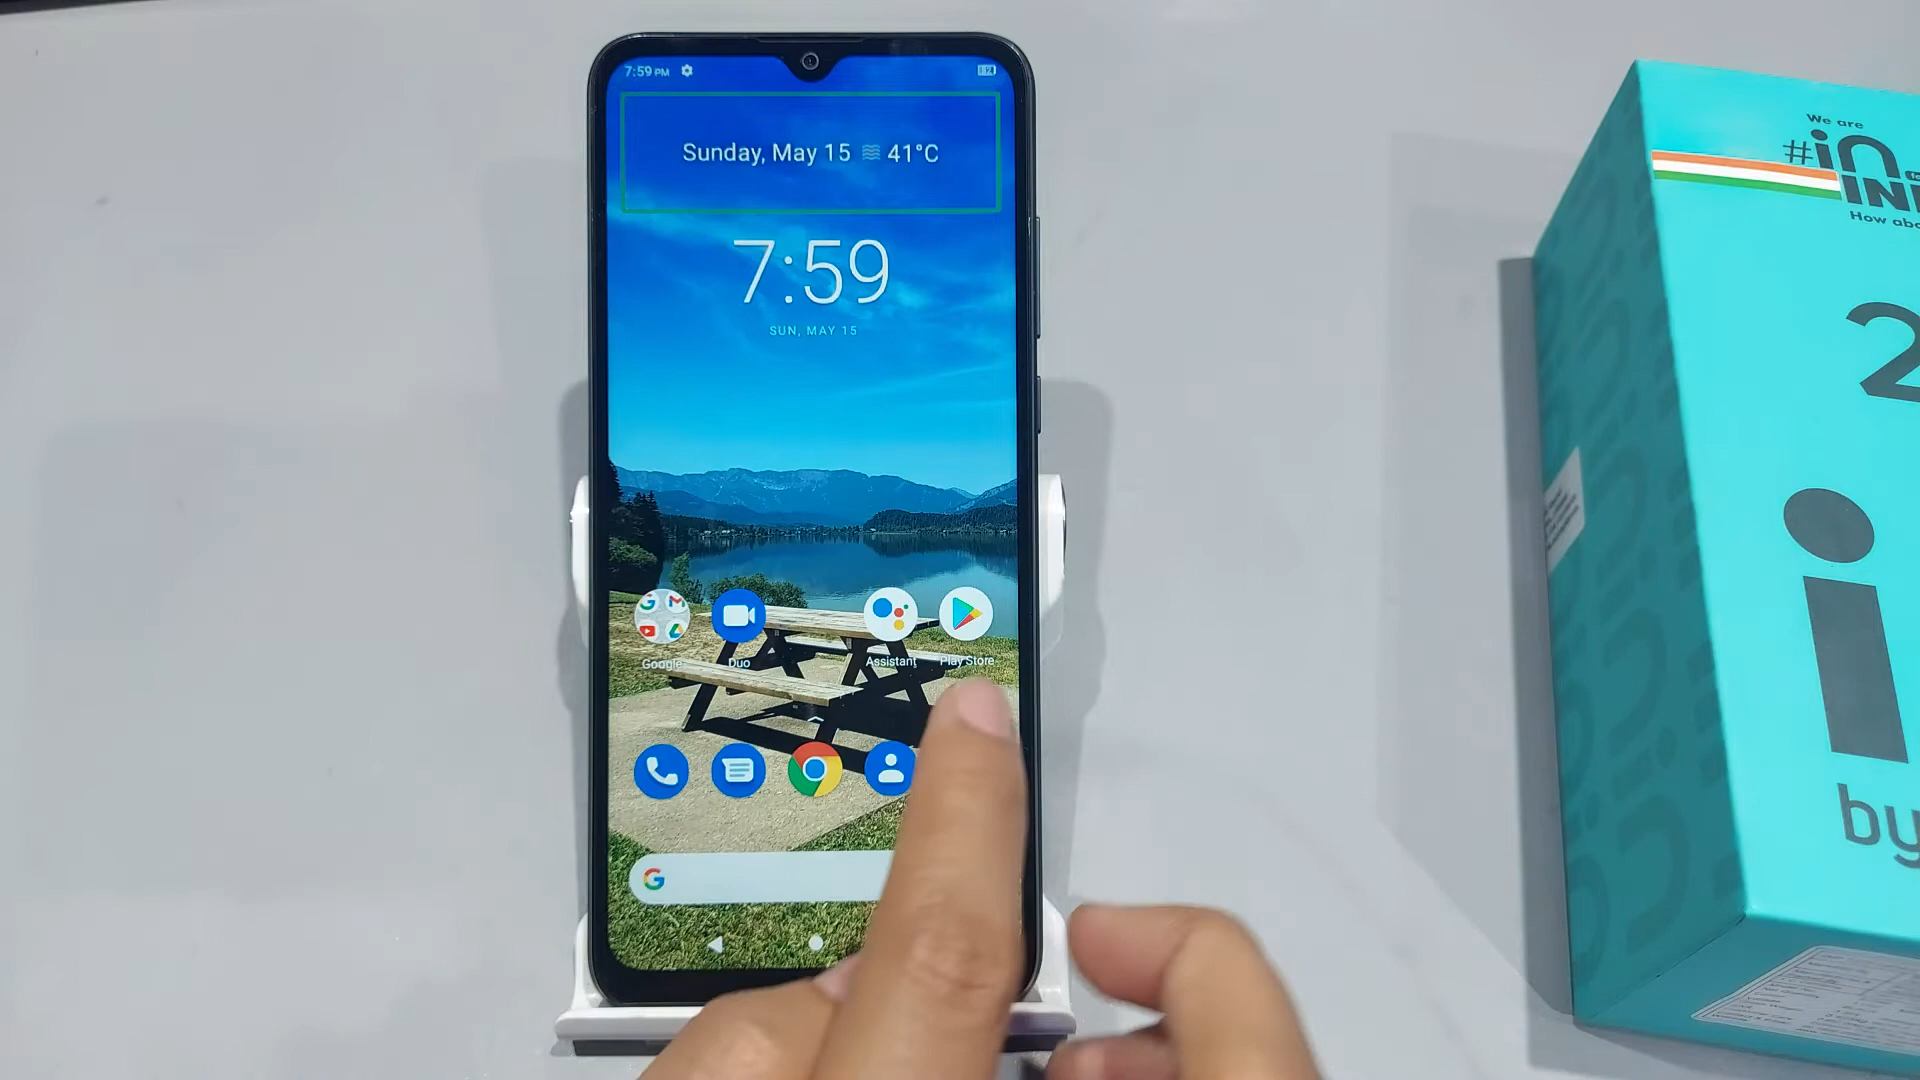 7:59 PM
Sunday, May 15 41°C
7:59
SUN, MAY 15
Google
Duo
Assistant
Play Store
We are
#in
How
2
i
by